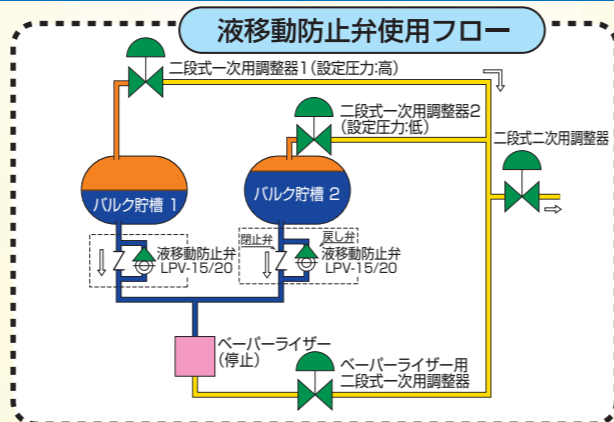 液移動防止弁使用フロー
二段式一次用調整器1(設定圧力:高)
二段式一次用調整器2
(設定圧力:低)
二段式二次用調整器
バルク貯槽 1
バルク貯槽 2
液移動防止弁
LPV-15/20
閉止弁
戻し弁
液移動防止弁
LPV-15/20
ベーパーライザー
(停止)
ベーパーライザー用
二段式一次用調整器